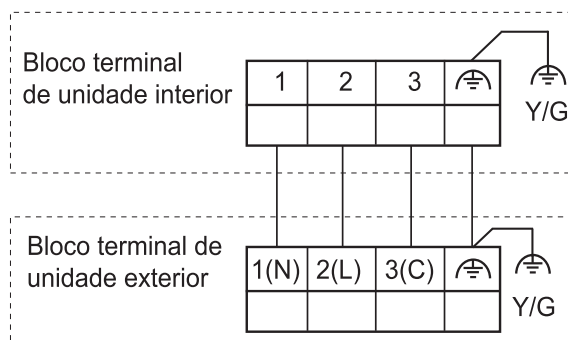 Bloco terminal
de unidade interior
1 2 3
Y/G
Bloco terminal de
unidade exterior
1(N) 2(L) 3(C)
Y/G